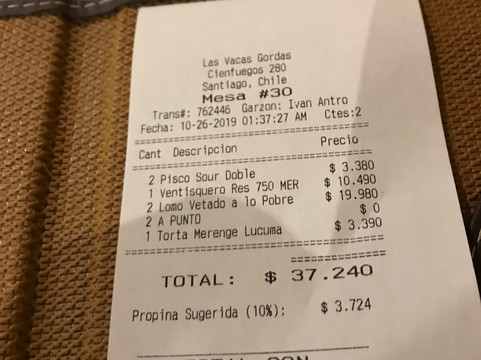 Las Vacas Gordas
Cienfuegos 280
Santiago, Chile
Mesa #30
Trans#: 762446 Garzon: Ivan Antro
Fecha: 10-26-2019 01:37:27 AM Ctes:2
Cant Descripcion Precio
2 Pisco Sour Doble $ 3.380
1 Ventisquero Res 750 MER $ 10.490
2 Lomo Vetado a lo Pobre $ 19.980
2 A PUNTO $ 0
1 Torta Merenge Lucuma $ 3.390
TOTAL: $ 37.240
Propina Sugerida (10%): $ 3.724